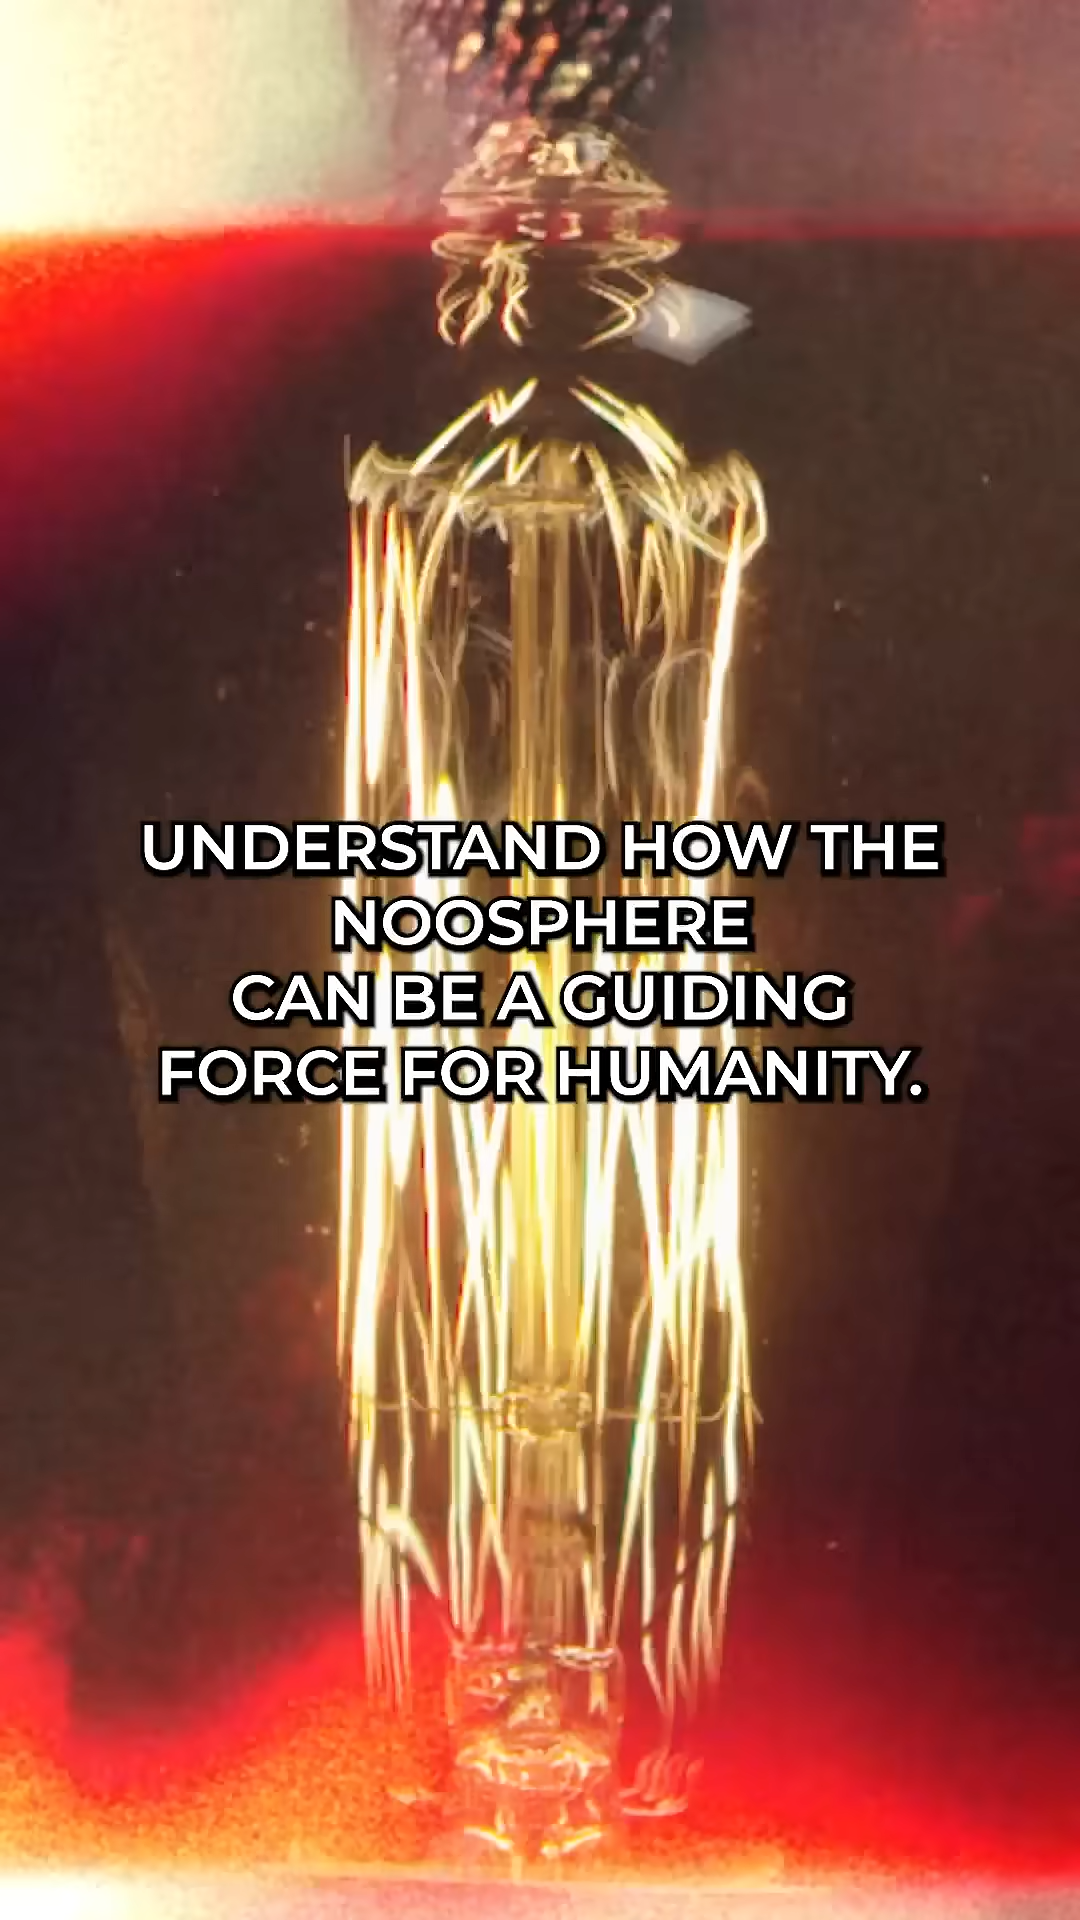 UNDERSTAND HOW THE
NOOSPHERE
CAN BE A GUIDING
FORCE FOR HUMANITY.